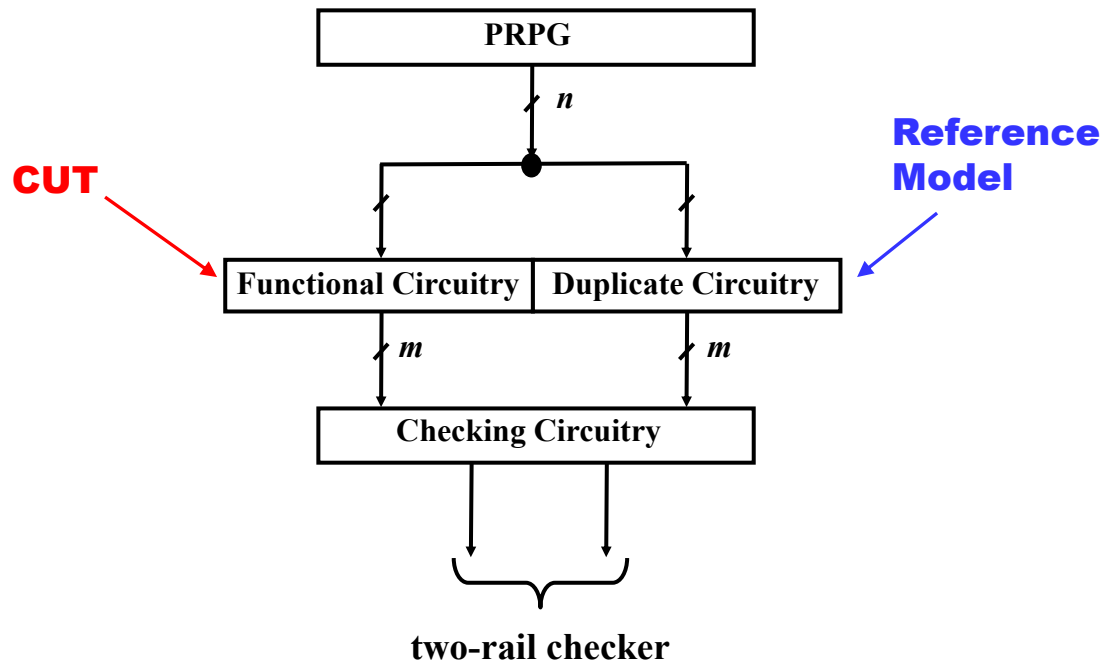 PRPG
n
Reference
Model
CUT
Functional Circuitry
Duplicate Circuitry
m
m
Checking Circuitry
two-rail checker